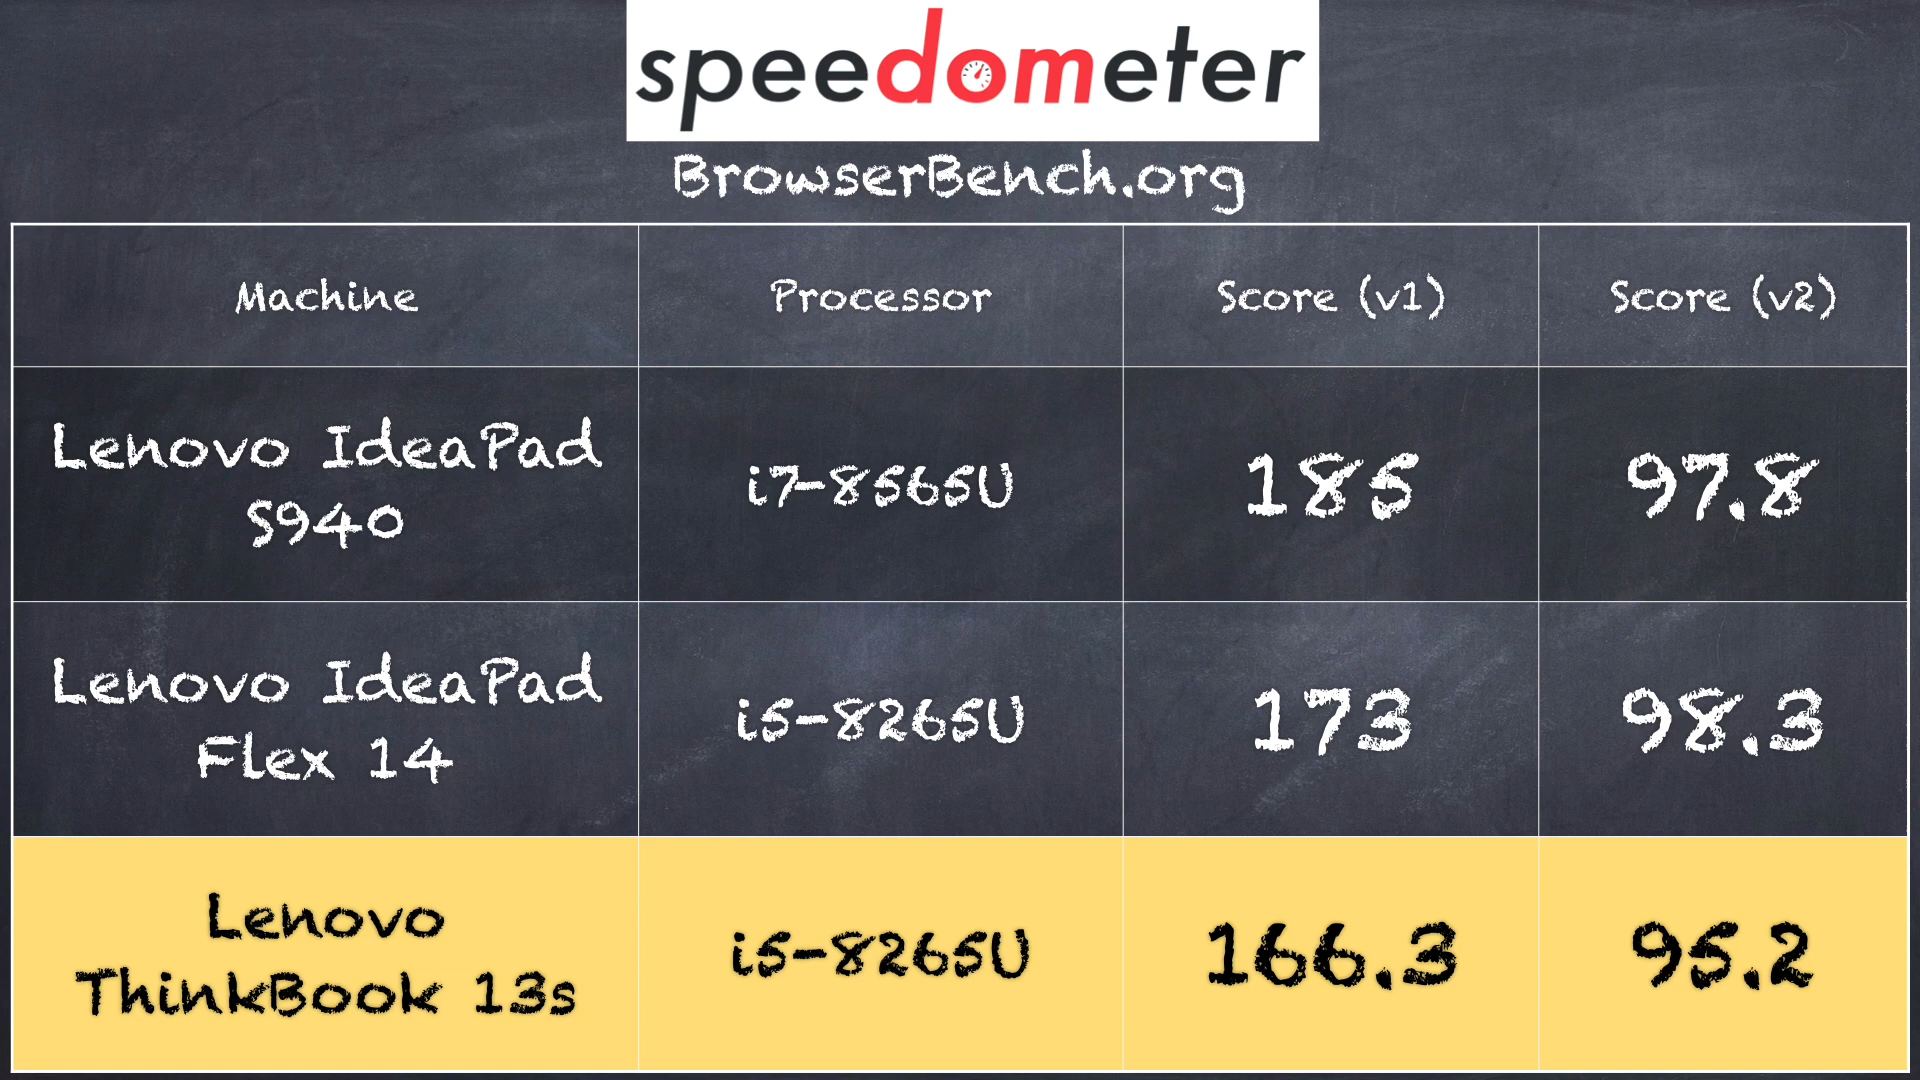 speedometer
BrowserBench.org
Machine Processor Score (v1) Score (v2)
Lenovo IdeaPad
S940
i7-8565U 185 97.8
Lenovo IdeaPad
Flex 14
i5-8265U 173 98.3
Lenovo
ThinkBook 13s
i5-8265U 166.3 95.2